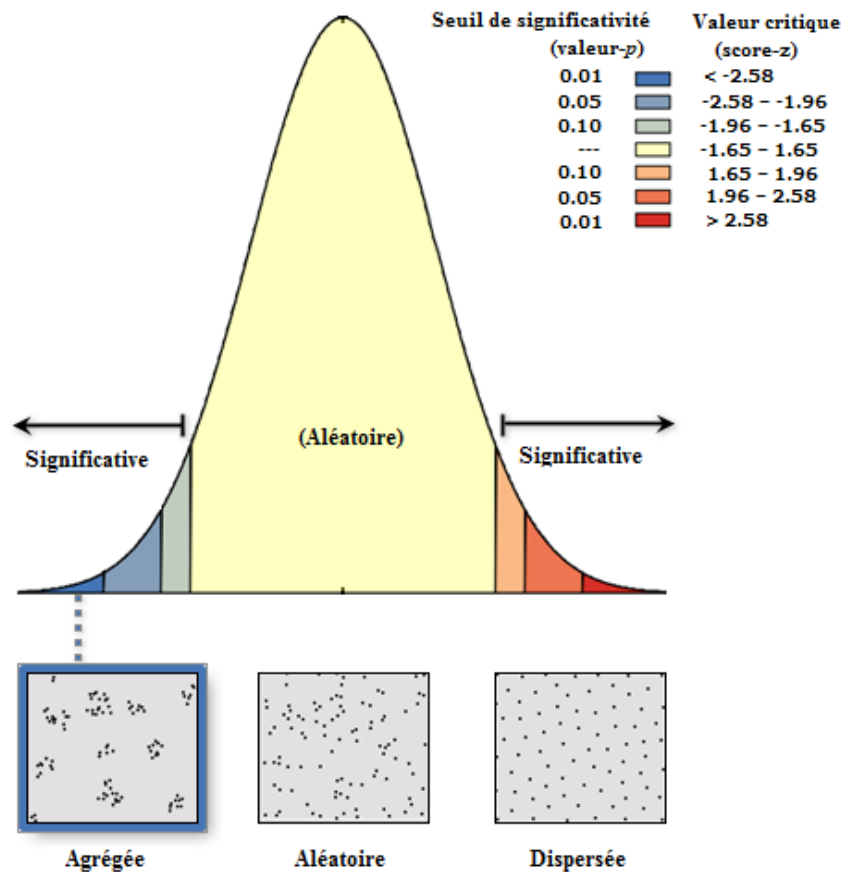 Seuil de significativité Valeur critique
(valeur-p) (score-z)
0.01 < -2.58
0.05 -2.58 – -1.96
0.10 -1.96 – -1.65
--- -1.65 – 1.65
0.10 1.65 – 1.96
0.05 1.96 – 2.58
0.01 > 2.58
(Aléatoire)
Significative Significative
Agrégée Aléatoire Dispersée